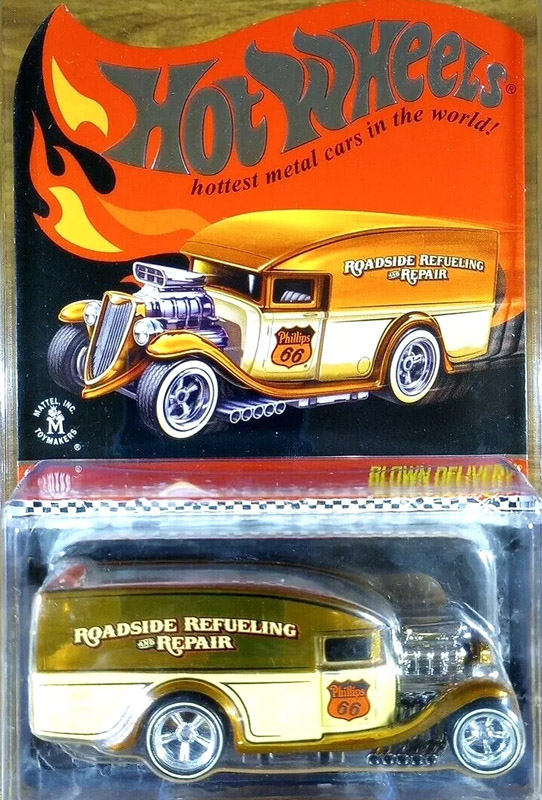 HOT WHEELS®
hottest metal cars in the world!
ROADSIDE REFUELING
AND REPAIR
Phillips
66
MATTEL, INC.
M
TOYMAKERS
®
BLOWN DELIVERY
ROADSIDE REFUELING
AND REPAIR
Phillips
66